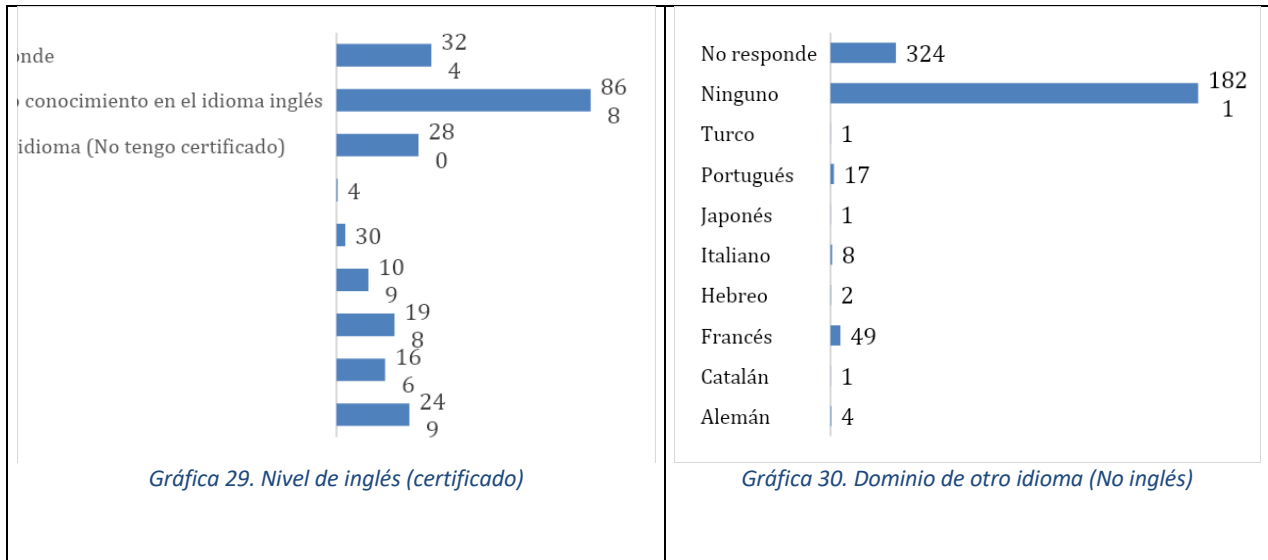 onde
32
4
conocimiento en el idioma inglés
86
8
idioma (No tengo certificado)
28
0
4
30
10
9
19
8
16
6
24
9
Gráfica 29. Nivel de inglés (certificado)
No responde
324
Ninguno
182
1
Turco
1
Portugués
17
Japonés
1
Italiano
8
Hebreo
2
Francés
49
Catalán
1
Alemán
4
Gráfica 30. Dominio de otro idioma (No inglés)